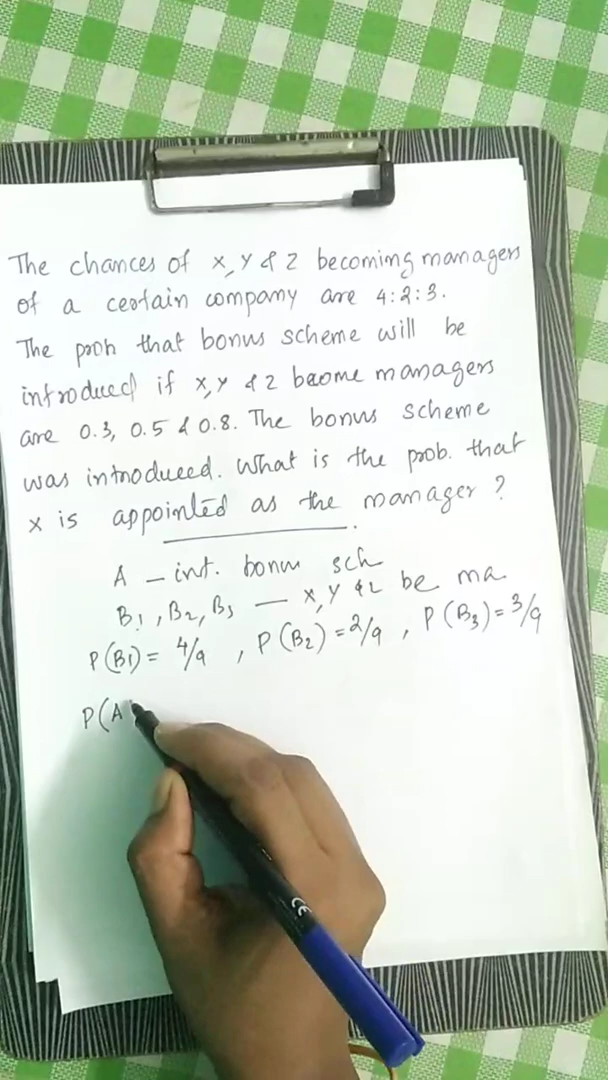 The chances of x, y & z becoming managers
of a certain company are 4:2:3.
The prob that bonus scheme will be
introduced if x, y & z become managers
are 0.3, 0.5 & 0.8. The bonus scheme
was introduced. What is the prob. that
x is appointed as the manager ?
A – int. bonus sch
B1, B2, B3 — x, y & z be ma
P(B1) = 4/9 , P(B2) = 2/9 , P(B3) = 3/9
P(A
CE